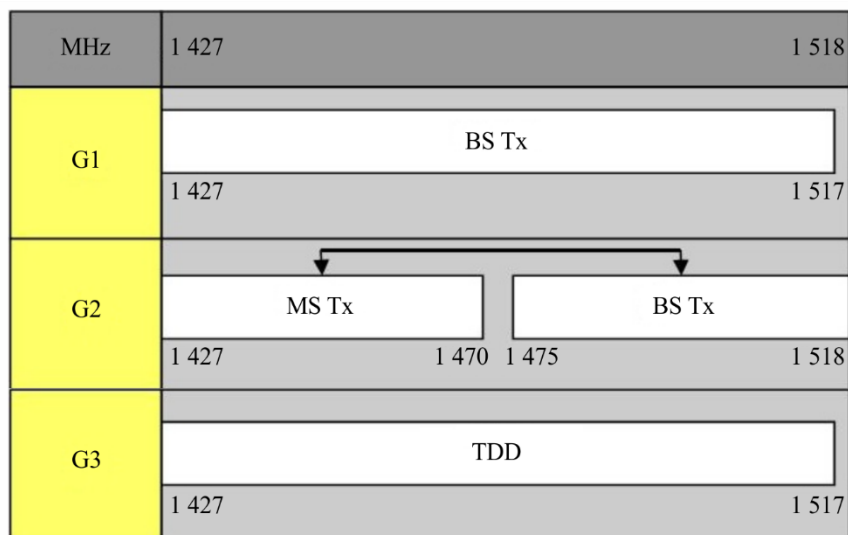 MHz 1 427 1 518
G1 BS Tx
1 427 1 517
G2 MS Tx BS Tx
1 427 1 470 1 475 1 518
G3 TDD
1 427 1 517